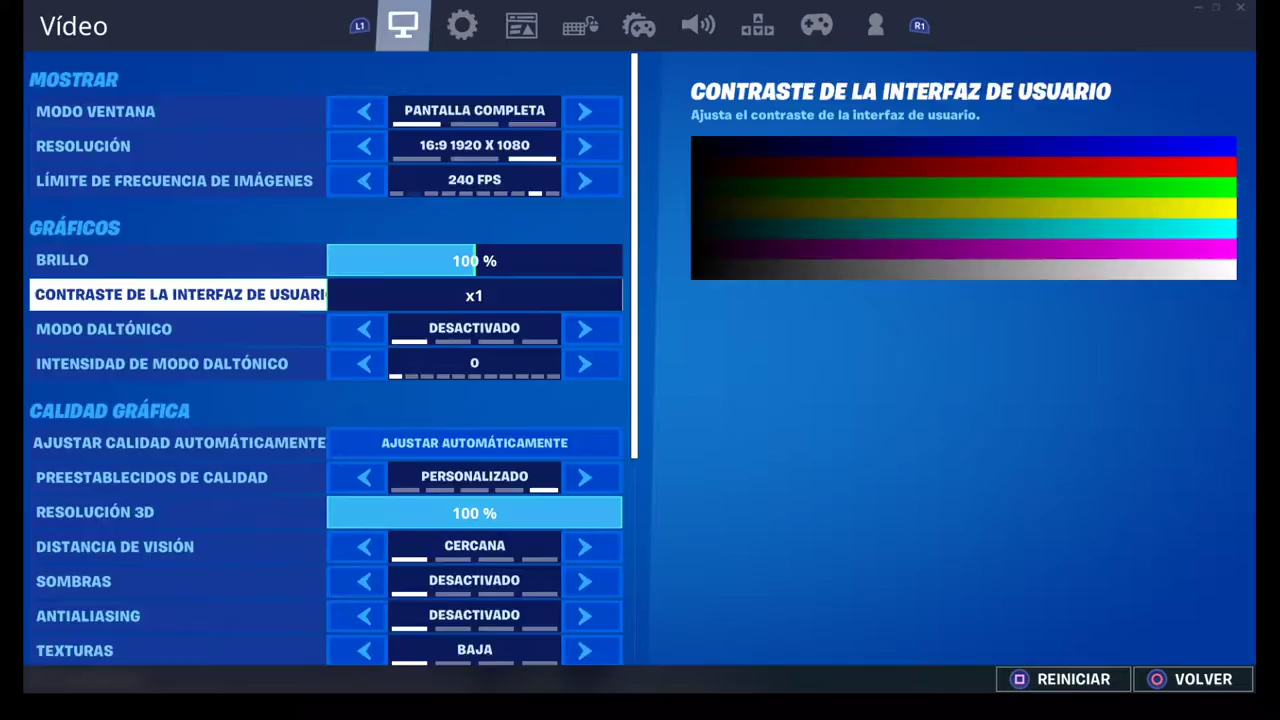 Vídeo
L1
R1
MOSTRAR
MODO VENTANA
PANTALLA COMPLETA
RESOLUCIÓN
16:9 1920 X 1080
LÍMITE DE FRECUENCIA DE IMÁGENES
240 FPS
GRÁFICOS
BRILLO
100 %
CONTRASTE DE LA INTERFAZ DE USUARI
x1
MODO DALTÓNICO
DESACTIVADO
INTENSIDAD DE MODO DALTÓNICO
0
CALIDAD GRÁFICA
AJUSTAR CALIDAD AUTOMÁTICAMENTE
AJUSTAR AUTOMÁTICAMENTE
PREESTABLECIDOS DE CALIDAD
PERSONALIZADO
RESOLUCIÓN 3D
100 %
DISTANCIA DE VISIÓN
CERCANA
SOMBRAS
DESACTIVADO
ANTIALIASING
DESACTIVADO
TEXTURAS
BAJA
CONTRASTE DE LA INTERFAZ DE USUARIO
Ajusta el contraste de la interfaz de usuario.
REINICIAR
VOLVER